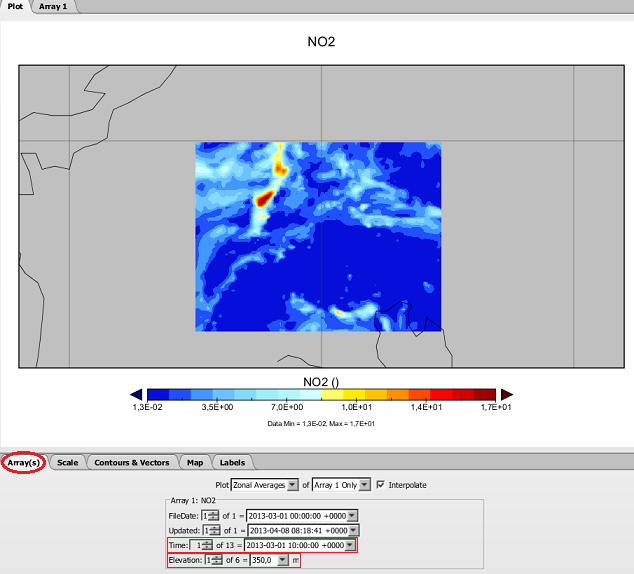 Plot Array 1
NO2
NO2 ()
1,3E-02 3,5E+00 7,0E+00 1,0E+01 1,4E+01 1,7E+01
Data Min = 1,3E-02, Max = 1,7E+01
Array(s) Scale Contours & Vectors Map Labels
Plot Zonal Averages of Array 1 Only Interpolate
Array 1: NO2
FileDate: 1 of 1 = 2013-03-01 00:00:00 +0000
Updated: 1 of 1 = 2013-04-08 08:18:41 +0000
Time: 1 of 13 = 2013-03-01 10:00:00 +0000
Elevation: 1 of 6 = 350,0 m